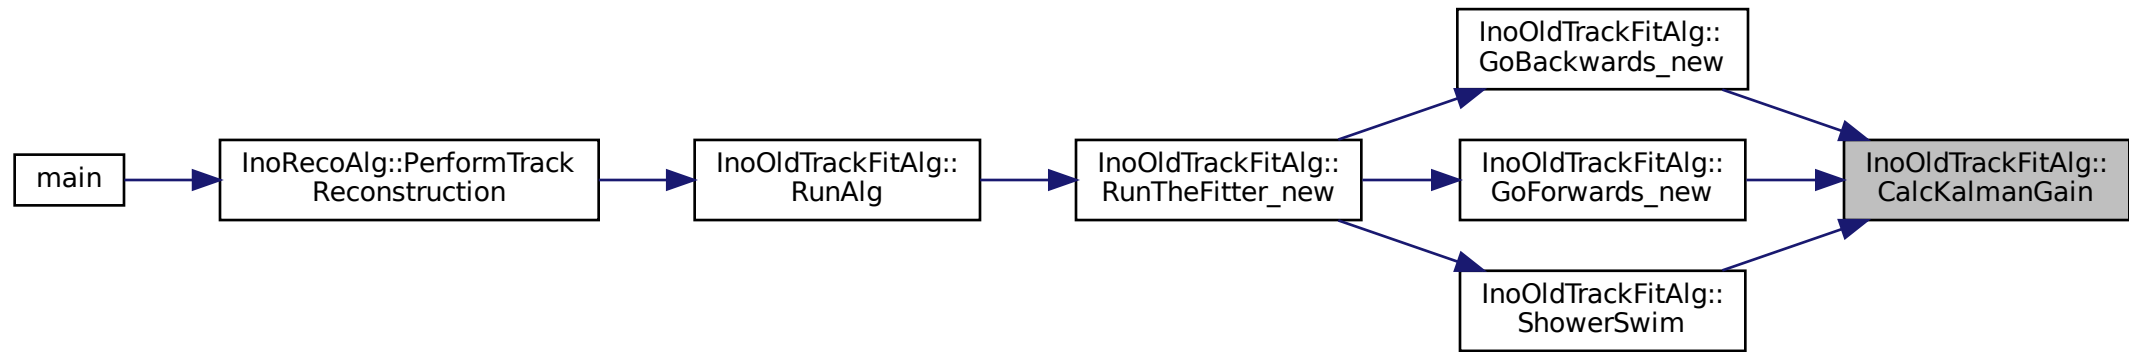 main
InoRecoAlg::PerformTrack
Reconstruction
InoOldTrackFitAlg::
RunAlg
InoOldTrackFitAlg::
RunTheFitter_new
InoOldTrackFitAlg::
GoBackwards_new
InoOldTrackFitAlg::
GoForwards_new
InoOldTrackFitAlg::
ShowerSwim
InoOldTrackFitAlg::
CalcKalmanGain